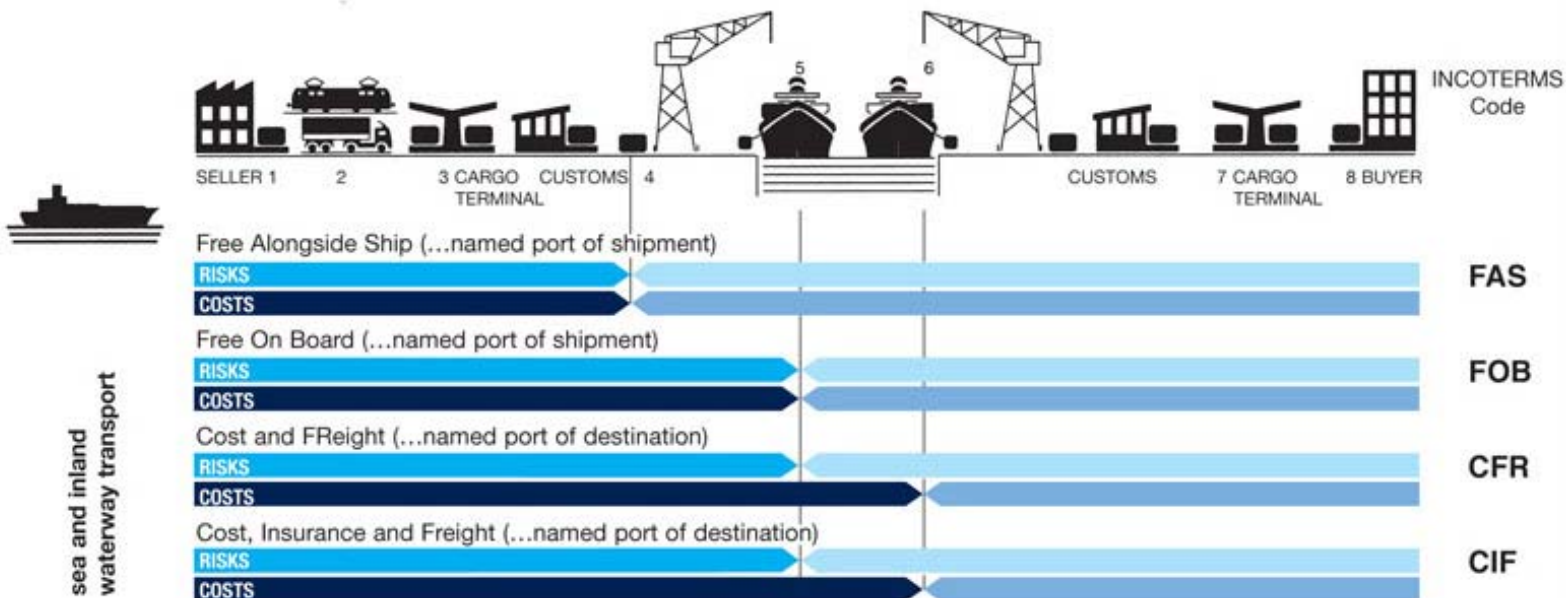 5 6
INCOTERMS
Code
SELLER 1 2 3 CARGO TERMINAL CUSTOMS 4 CUSTOMS 7 CARGO TERMINAL 8 BUYER
Free Alongside Ship (...named port of shipment)
RISKS
FAS
COSTS
Free On Board (...named port of shipment)
RISKS
FOB
COSTS
Cost and FReight (...named port of destination)
RISKS
CFR
COSTS
Cost, Insurance and Freight (...named port of destination)
RISKS
CIF
COSTS
sea and inland
waterway transport